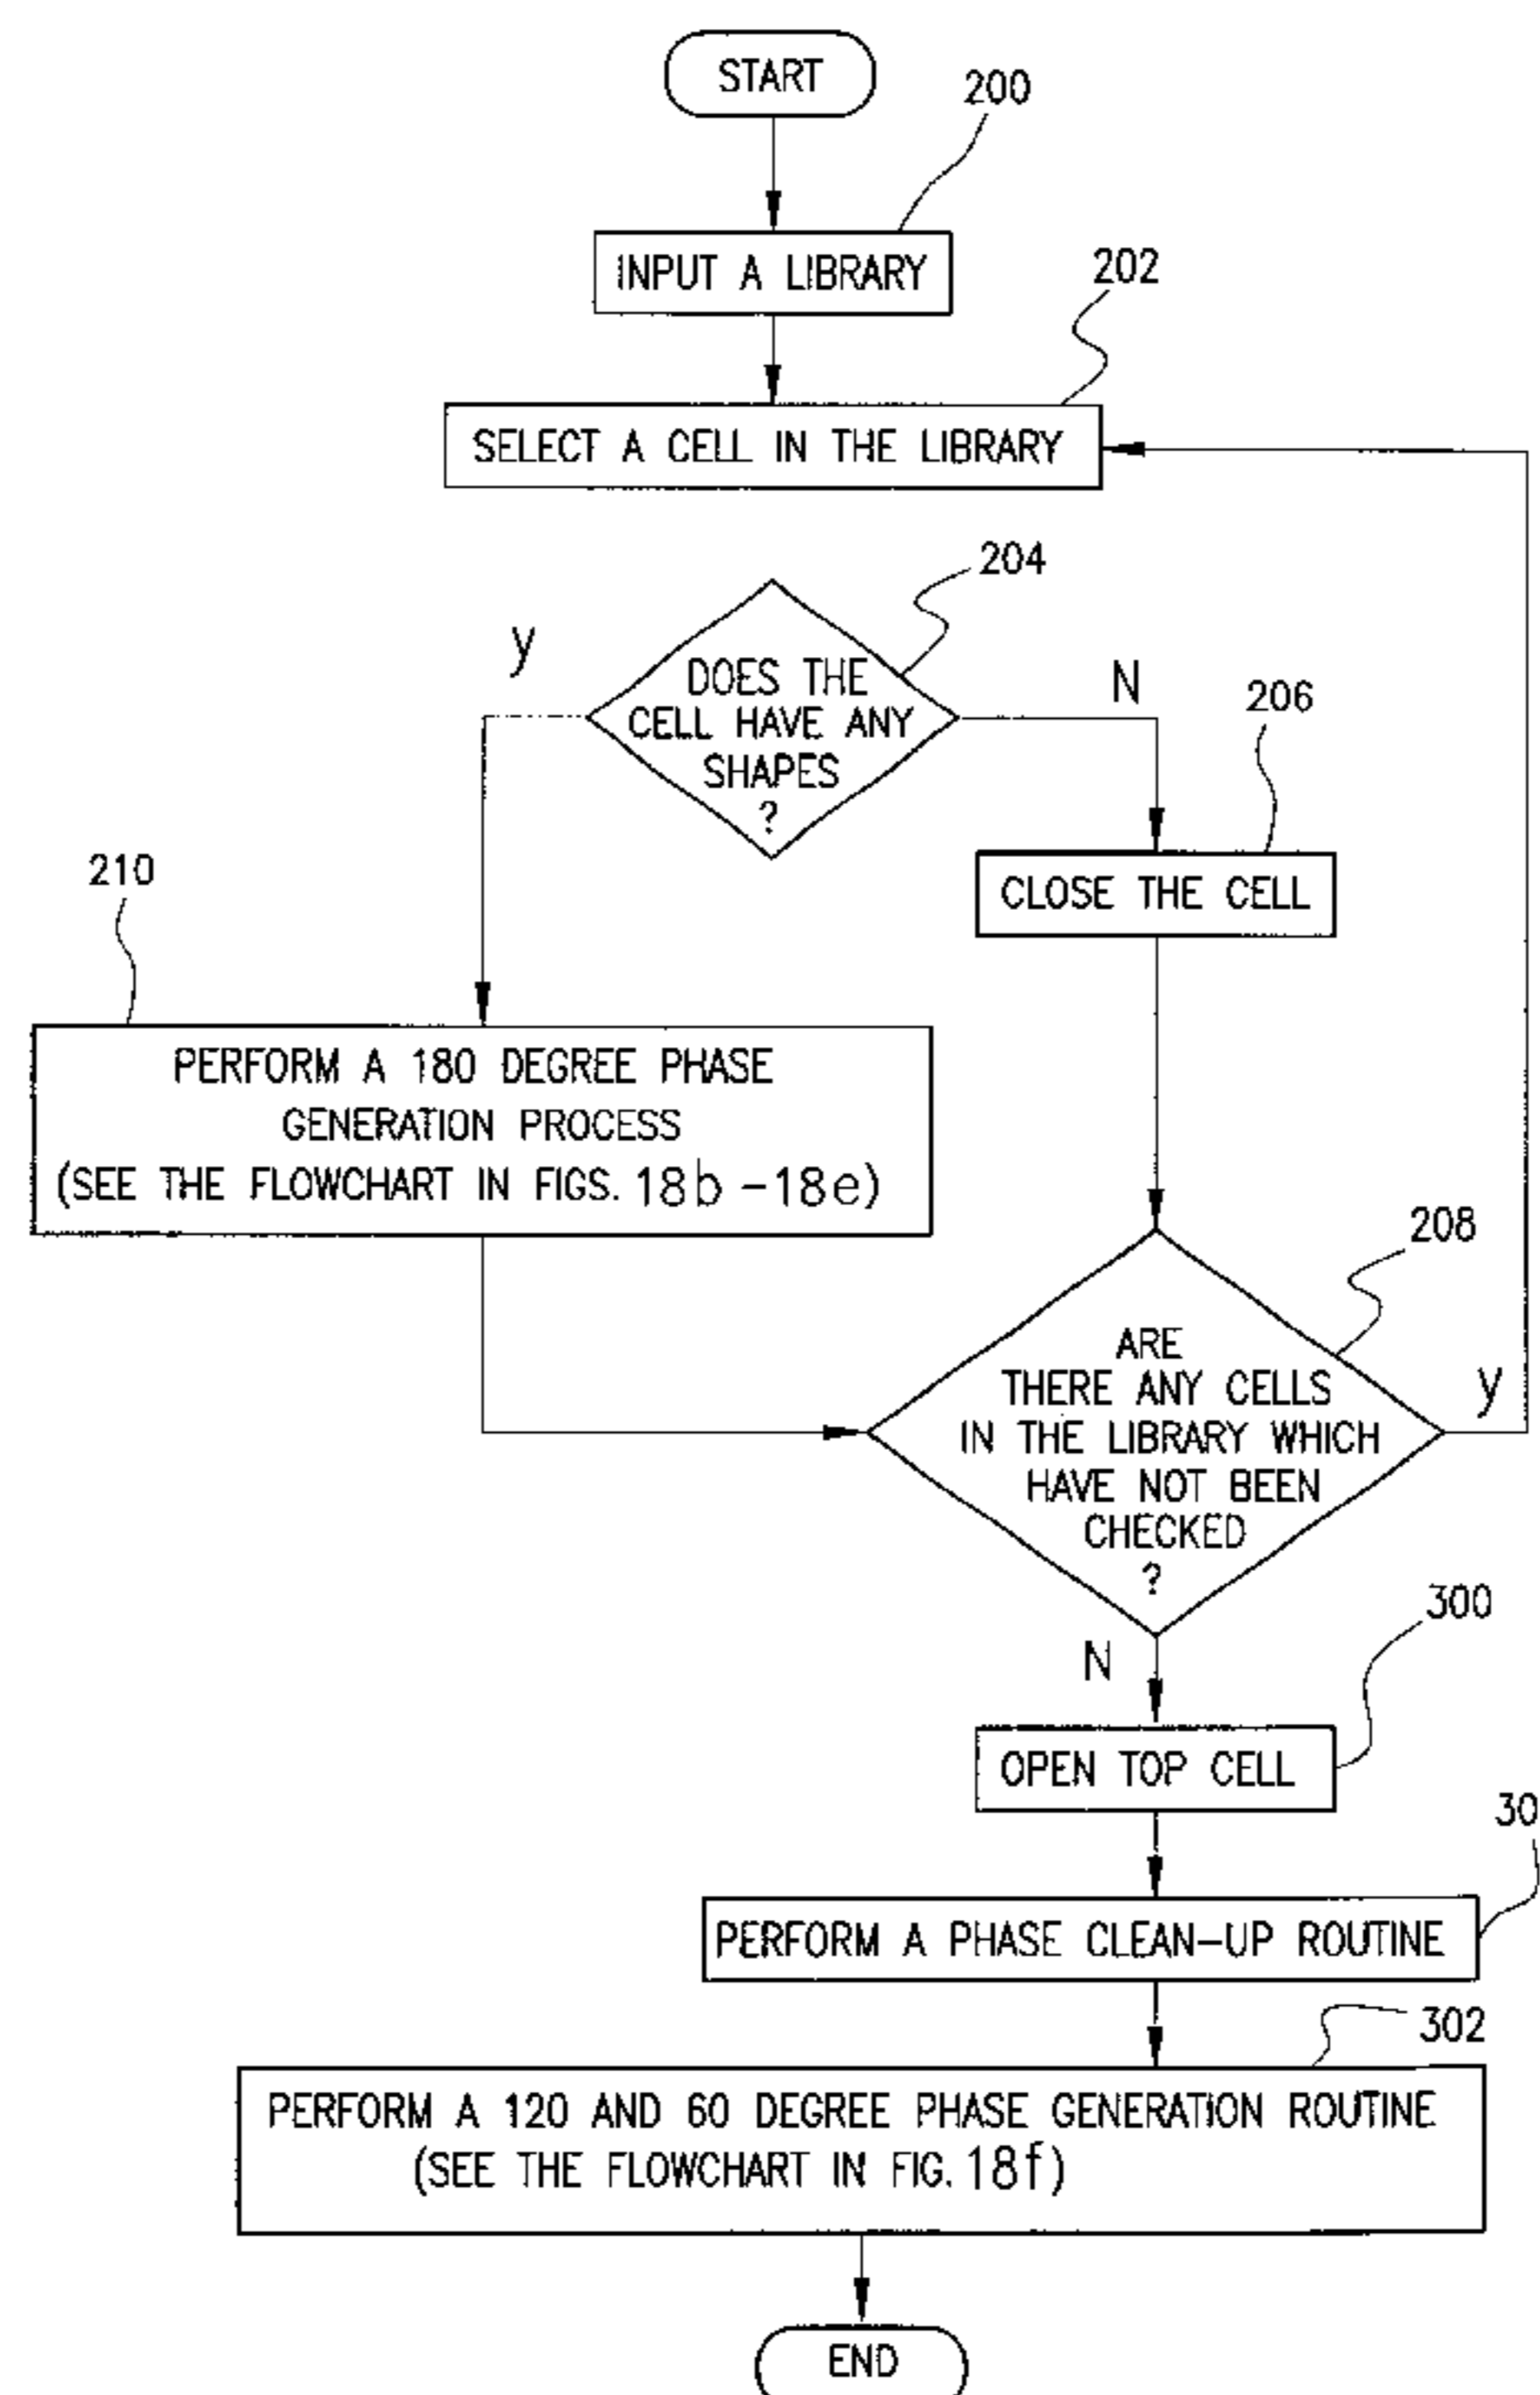 START
200
INPUT A LIBRARY
202
SELECT A CELL IN THE LIBRARY
204
y
DOES THE
CELL HAVE ANY
SHAPES
?
N
206
CLOSE THE CELL
210
PERFORM A 180 DEGREE PHASE
GENERATION PROCESS
(SEE THE FLOWCHART IN FIGS. 18b -18e)
208
ARE
THERE ANY CELLS
IN THE LIBRARY WHICH
HAVE NOT BEEN
CHECKED
?
y
N
300
OPEN TOP CELL
30
PERFORM A PHASE CLEAN-UP ROUTINE
302
PERFORM A 120 AND 60 DEGREE PHASE GENERATION ROUTINE
(SEE THE FLOWCHART IN FIG. 18f)
END